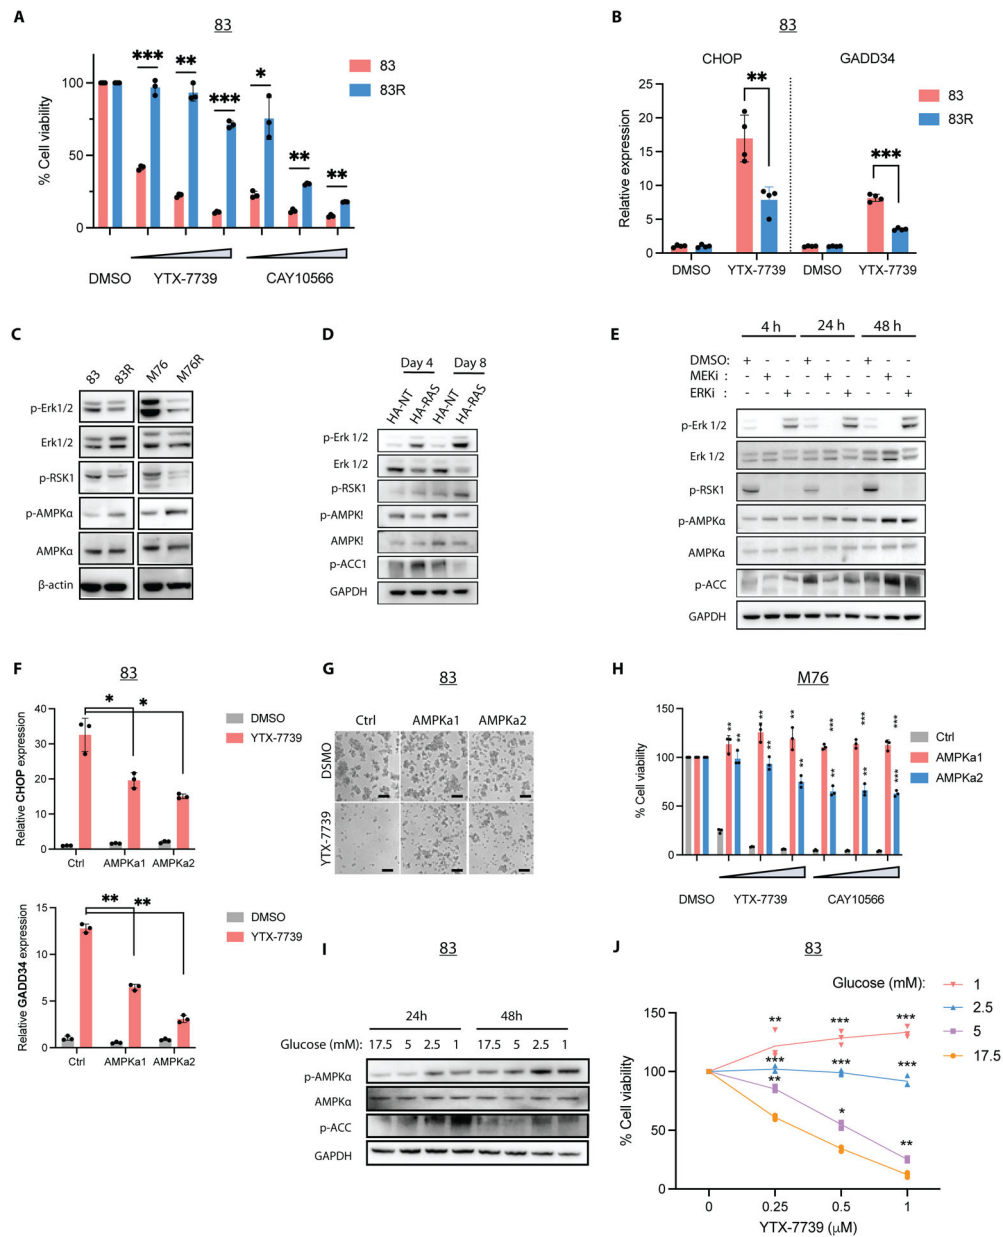 A
83
100
50
0
% Cell viability
***
**
***
*
**
**
83
83R
DMSO
YTX-7739
CAY10566
B
83
CHOP
GADD34
25
20
15
10
5
0
Relative expression
**
***
83
83R
DMSO
YTX-7739
DMSO
YTX-7739
C
83
83R
M76
M76R
p-Erk1/2
Erk1/2
p-RSK1
p-AMPKα
AMPKα
β-actin
D
Day 4
Day 8
HA-NT
HA-RAS
HA-NT
HA-RAS
p-Erk 1/2
Erk 1/2
p-RSK1
p-AMPK!
AMPK!
p-ACC1
GAPDH
E
4 h
24 h
48 h
DMSO: + - - + - - + - -
MEKi : - + - - + - - + -
ERKi : - - + - - + - - +
p-Erk 1/2
Erk 1/2
p-RSK1
p-AMPKα
AMPKα
p-ACC
GAPDH
F
83
40
30
20
10
0
Relative CHOP expression
*
*
DMSO
YTX-7739
Ctrl
AMPKa1
AMPKa2
15
10
5
0
Relative GADD34 expression
**
**
DMSO
YTX-7739
Ctrl
AMPKa1
AMPKa2
G
83
Ctrl
AMPKa1
AMPKa2
DSMO
YTX-7739
H
M76
150
100
50
0
% Cell viability
**
**
**
**
**
**
***
**
***
**
***
***
Ctrl
AMPKa1
AMPKa2
DMSO
YTX-7739
CAY10566
I
83
24h
48h
Glucose (mM): 17.5 5 2.5 1 17.5 5 2.5 1
p-AMPKα
AMPKα
p-ACC
GAPDH
J
83
Glucose (mM):
1
2.5
5
17.5
150
100
50
0
% Cell viability
**
***
***
***
***
***
**
*
**
0
0.25
0.5
1
YTX-7739 (μM)